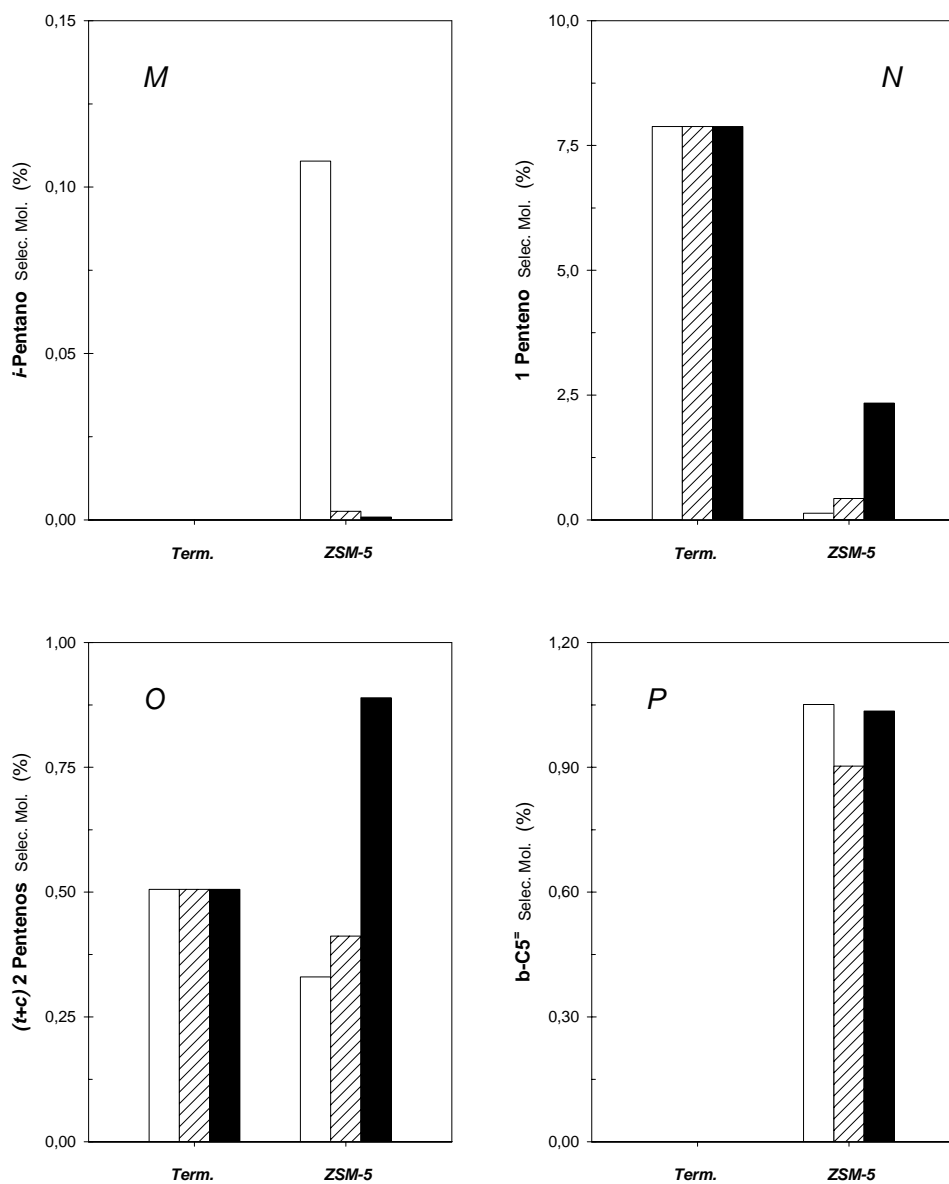 0,15
0,10
0,05
0,00
i-Pentano Selec. Mol. (%)
M
Term.
ZSM-5
10,0
7,5
5,0
2,5
0,0
1 Penteno Selec. Mol. (%)
N
Term.
ZSM-5
1,00
0,75
0,50
0,25
0,00
(t+c) 2 Pentenos Selec. Mol. (%)
O
Term.
ZSM-5
1,20
0,90
0,60
0,30
0,00
b-C5= Selec. Mol. (%)
P
Term.
ZSM-5